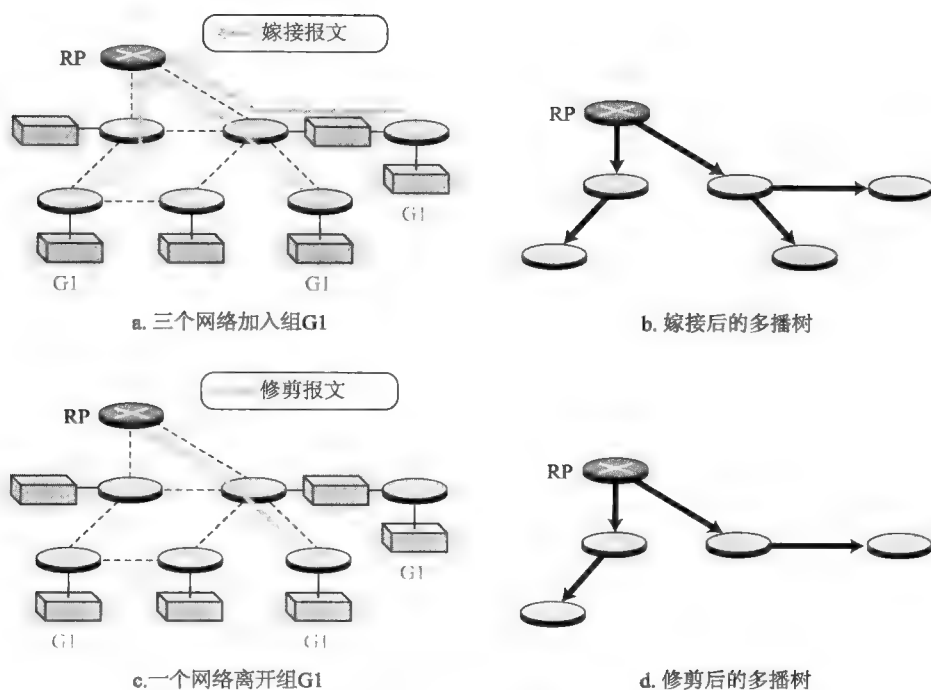 嫁接报文
RP
G1
G1
G1
a. 三个网络加入组G1
RP
b. 嫁接后的多播树
修剪报文
RP
G1
G1
G1
c. 一个网络离开组G1
RP
d. 修剪后的多播树